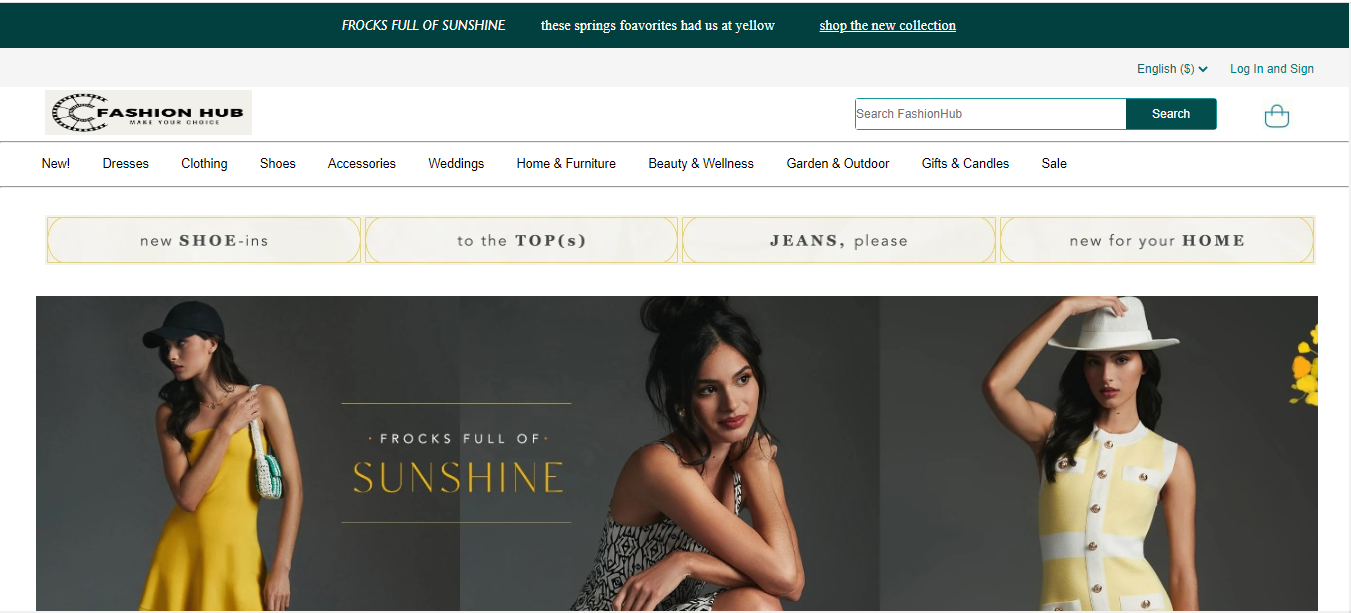 FROCKS FULL OF SUNSHINE these springs foavorites had us at yellow shop the new collection
English ($) Log In and Sign
FASHION HUB
MAKE YOUR CHOICE
Search FashionHub Search
New! Dresses Clothing Shoes Accessories Weddings Home & Furniture Beauty & Wellness Garden & Outdoor Gifts & Candles Sale
new SHOE-ins to the TOP(s) JEANS, please new for your HOME
· FROCKS FULL OF ·
SUNSHINE